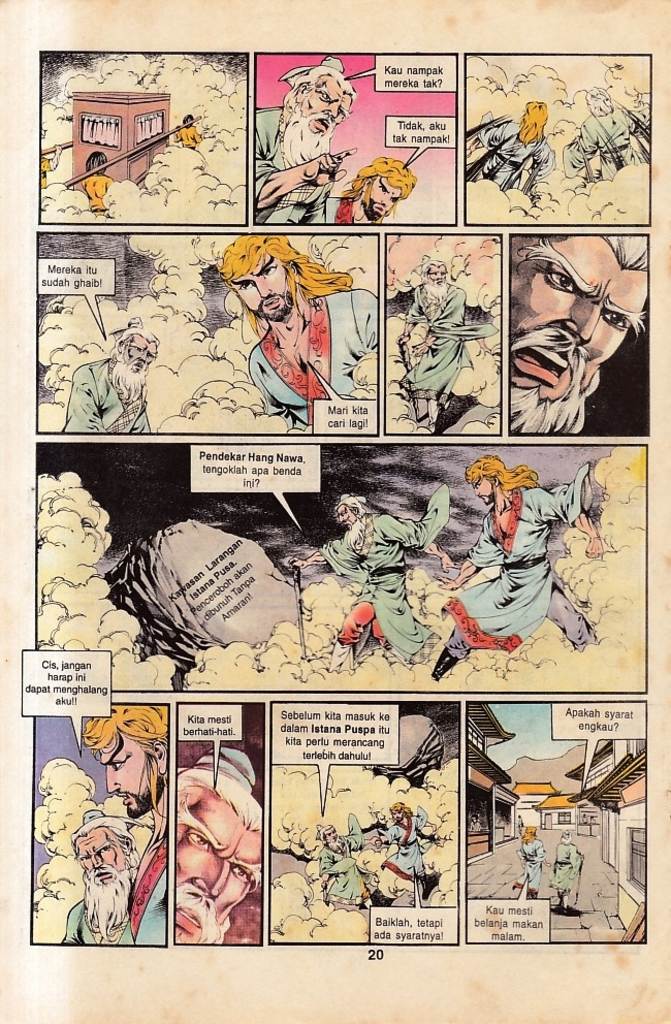 Kau nampak
mereka tak?
Tidak, aku
tak nampak!
Mereka itu
sudah ghaib!
Mari kita
cari lagi!
Pendekar Hang Nawa,
tengoklah apa benda
ini?
Kawasan Larangan
Istana Pusa.
Penceroboh akan
dibunuh Tanpa
Amaran!
Cis, jangan
harap ini
dapat menghalang
aku!!
Kita mesti
berhati-hati.
Sebelum kita masuk ke
dalam Istana Puspa itu
kita perlu merancang
terlebih dahulu!
Baiklah, tetapi
ada syaratnya!
Apakah syarat
engkau?
Kau mesti
belanja makan
malam.
20